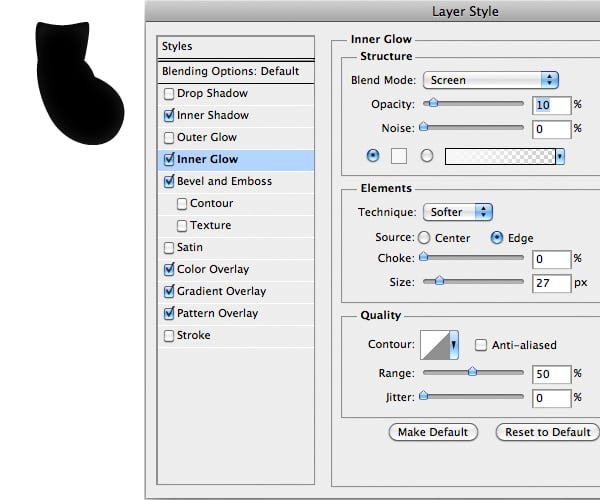 Layer Style
Styles
Blending Options: Default
Drop Shadow
Inner Shadow
Outer Glow
Inner Glow
Bevel and Emboss
Contour
Texture
Satin
Color Overlay
Gradient Overlay
Pattern Overlay
Stroke
Inner Glow
Structure
Blend Mode: Screen
Opacity: 10 %
Noise: 0 %
Elements
Technique: Softer
Source: Center Edge
Choke: 0 %
Size: 27 px
Quality
Contour: Anti-aliased
Range: 50 %
Jitter: 0 %
Make Default Reset to Default